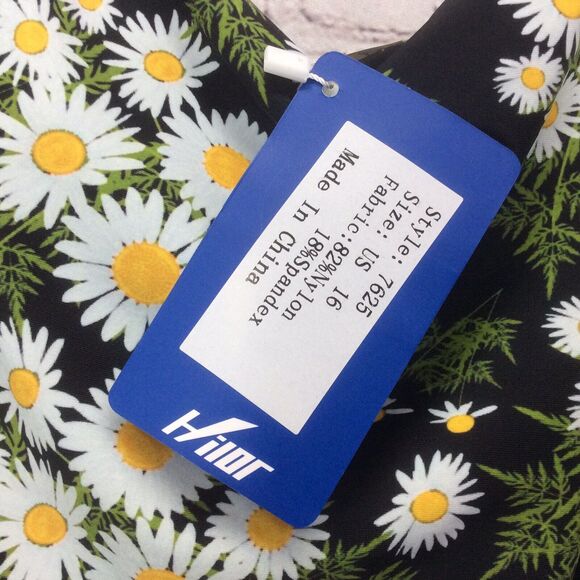 Style: 7625
Size: US 16
Fabric:82%Nylon
18%Spandex
Made In China
Hilor